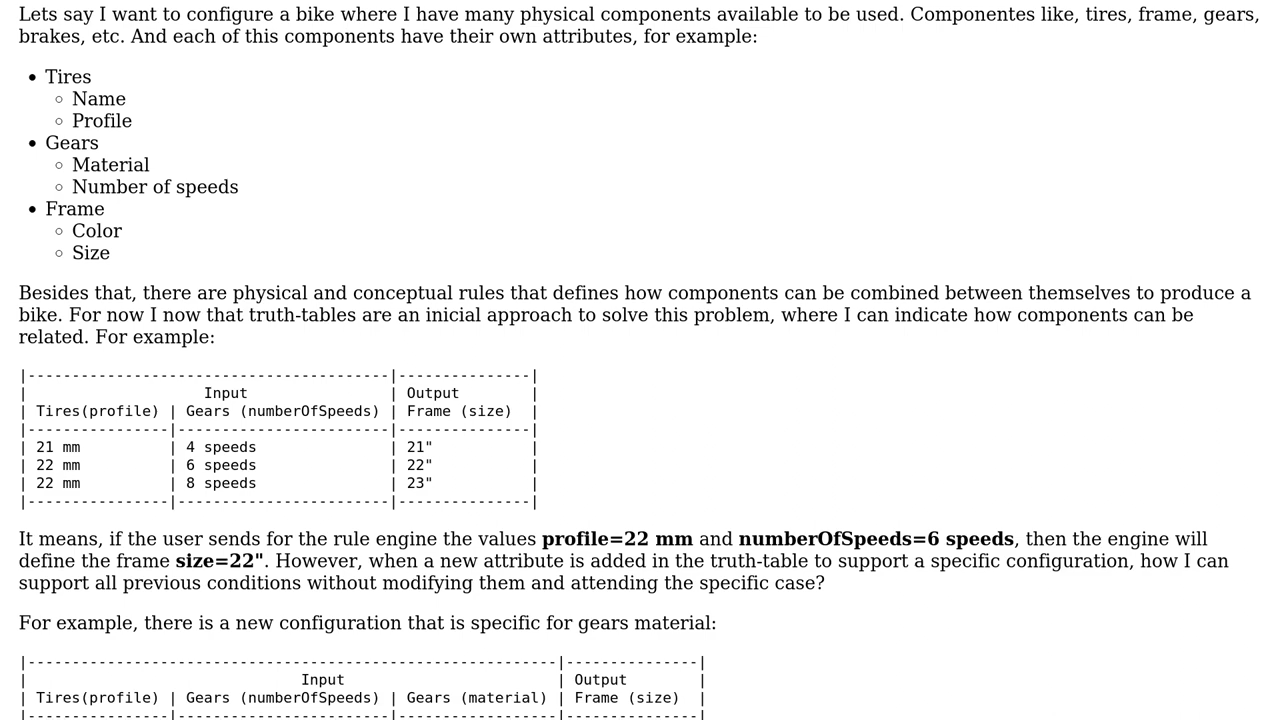 Lets say I want to configure a bike where I have many physical components available to be used. Componentes like, tires, frame, gears,
brakes, etc. And each of this components have their own attributes, for example:
• Tires
◦ Name
◦ Profile
• Gears
◦ Material
◦ Number of speeds
• Frame
◦ Color
◦ Size
Besides that, there are physical and conceptual rules that defines how components can be combined between themselves to produce a
bike. For now I now that truth-tables are an inicial approach to solve this problem, where I can indicate how components can be
related. For example:
|-----------------------------------------|---------------|
|                    Input                | Output        |
| Tires(profile) | Gears (numberOfSpeeds) | Frame (size)  |
|----------------|------------------------|---------------|
| 21 mm          | 4 speeds               | 21"           |
| 22 mm          | 6 speeds               | 22"           |
| 22 mm          | 8 speeds               | 23"           |
|----------------|------------------------|---------------|
It means, if the user sends for the rule engine the values profile=22 mm and numberOfSpeeds=6 speeds, then the engine will
define the frame size=22". However, when a new attribute is added in the truth-table to support a specific configuration, how I can
support all previous conditions without modifying them and attending the specific case?
For example, there is a new configuration that is specific for gears material:
|------------------------------------------------------------|---------------|
|                               Input                        | Output        |
| Tires(profile) | Gears (numberOfSpeeds) | Gears (material) | Frame (size)  |
|----------------|------------------------|------------------|---------------|